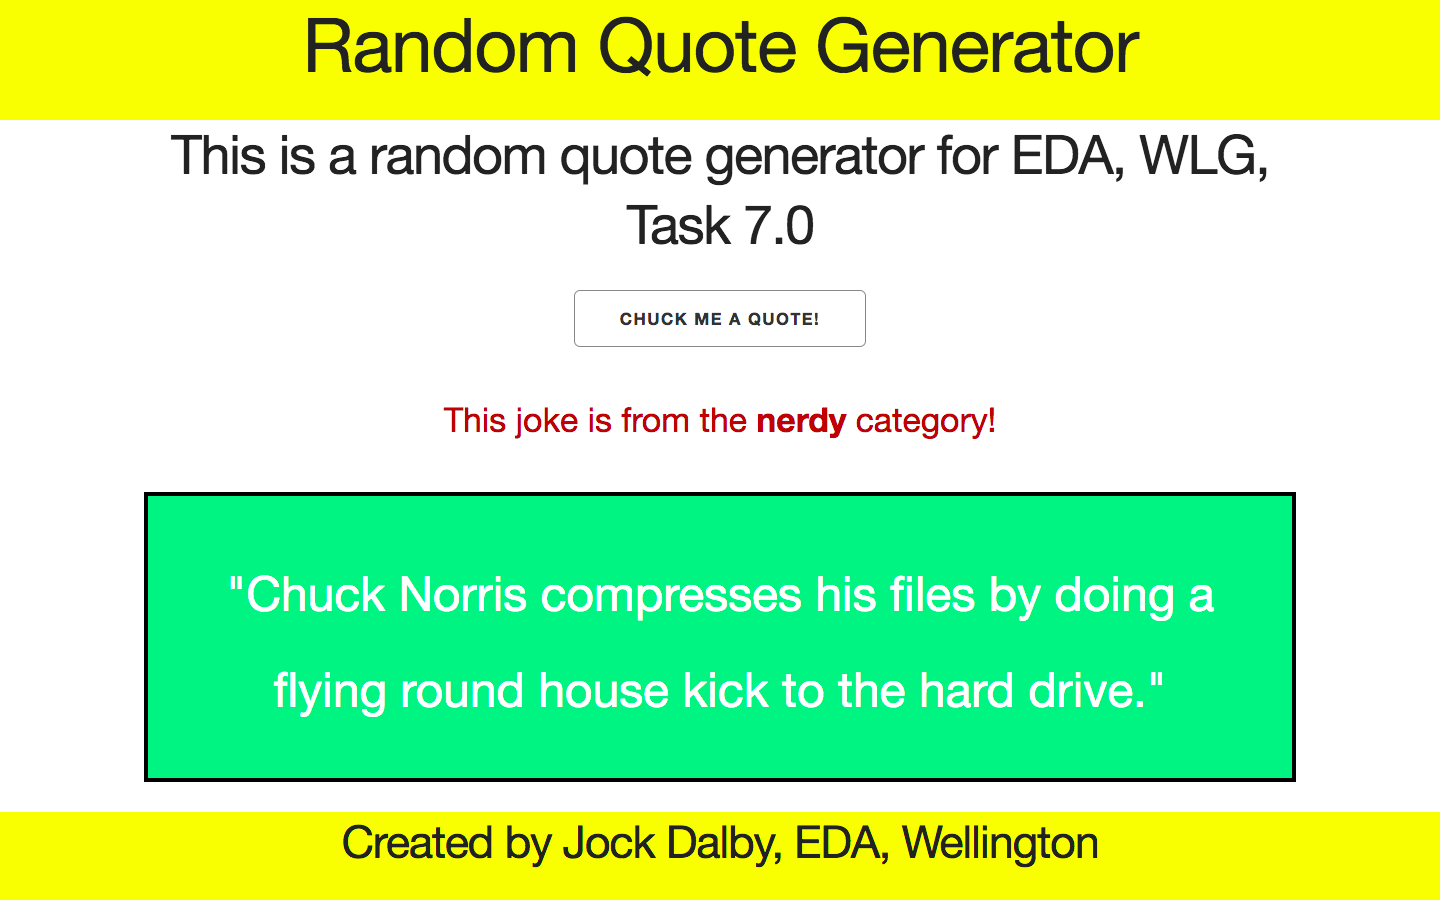 Random Quote Generator
This is a random quote generator for EDA, WLG,
Task 7.0
CHUCK ME A QUOTE!
This joke is from the nerdy category!
"Chuck Norris compresses his files by doing a
flying round house kick to the hard drive."
Created by Jock Dalby, EDA, Wellington